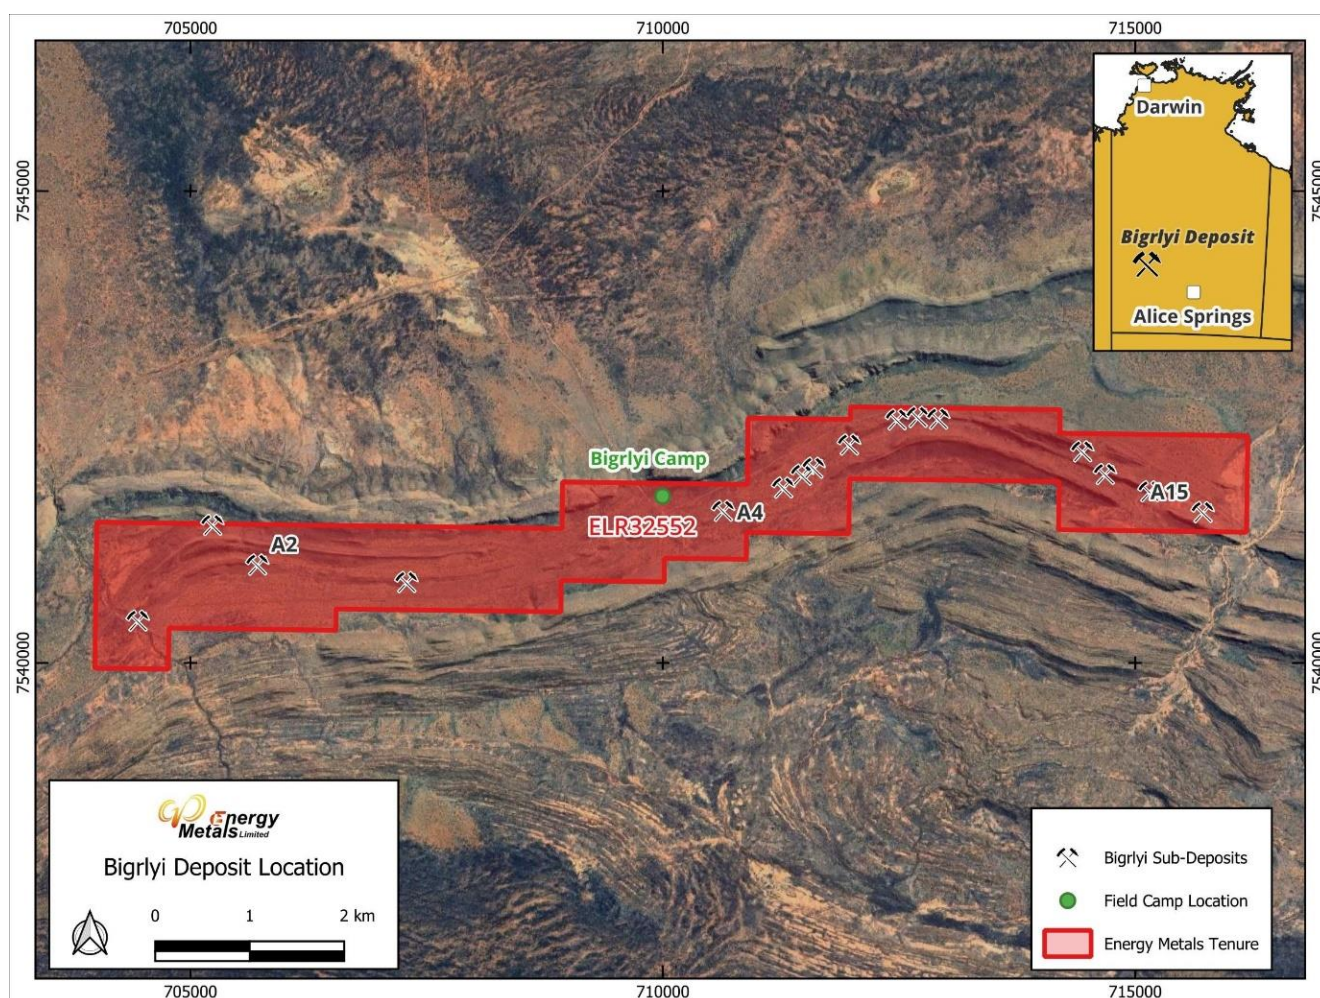 705000
710000
715000
7545000
7545000
Darwin
Bigrlyi Deposit
Alice Springs
Bigrlyi Camp
ELR32552
A2
A4
A15
7540000
7540000
Energy
Metals Limited
Bigrlyi Deposit Location
0 1 2 km
Bigrlyi Sub-Deposits
Field Camp Location
Energy Metals Tenure
705000
710000
715000